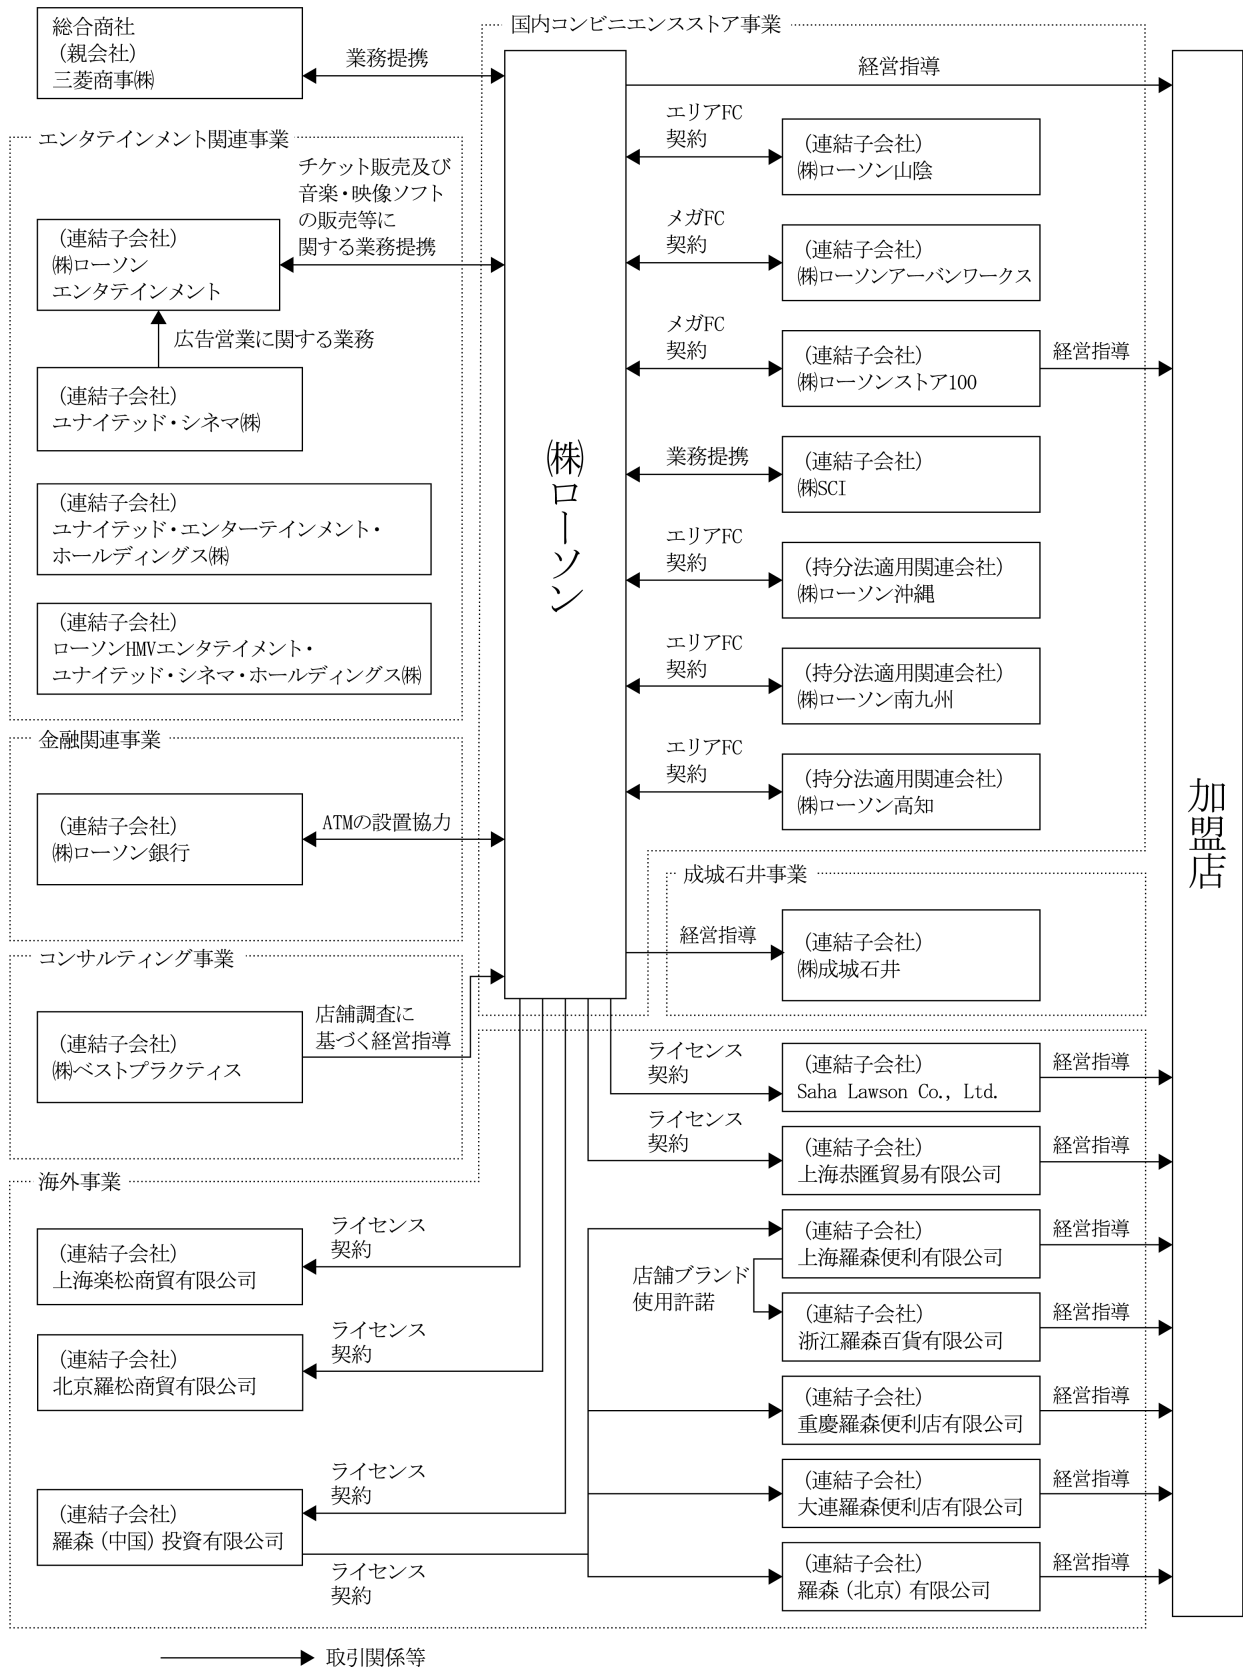 総合商社
（親会社）
三菱商事㈱
業務提携
エンタテインメント関連事業
チケット販売及び
音楽・映像ソフト
の販売等に
関する業務提携
（連結子会社）
㈱ローソン
エンタテインメント
広告営業に関する業務
（連結子会社）
ユナイテッド・シネマ㈱
（連結子会社）
ユナイテッド・エンターテインメント・
ホールディングス㈱
（連結子会社）
ローソンHMVエンタテイメント・
ユナイテッド・シネマ・ホールディングス㈱
金融関連事業
（連結子会社）
㈱ローソン銀行
ATMの設置協力
コンサルティング事業
（連結子会社）
㈱ベストプラクティス
店舗調査に
基づく経営指導
国内コンビニエンスストア事業
㈱ローソン
経営指導
エリアFC
契約
（連結子会社）
㈱ローソン山陰
メガFC
契約
（連結子会社）
㈱ローソンアーバンワークス
メガFC
契約
（連結子会社）
㈱ローソンストア100
経営指導
業務提携
（連結子会社）
㈱SCI
エリアFC
契約
（持分法適用関連会社）
㈱ローソン沖縄
エリアFC
契約
（持分法適用関連会社）
㈱ローソン南九州
エリアFC
契約
（持分法適用関連会社）
㈱ローソン高知
加盟店
成城石井事業
経営指導
（連結子会社）
㈱成城石井
海外事業
ライセンス
契約
（連結子会社）
Saha Lawson Co., Ltd.
経営指導
ライセンス
契約
（連結子会社）
上海恭匯貿易有限公司
経営指導
ライセンス
契約
（連結子会社）
上海楽松商貿有限公司
（連結子会社）
上海羅森便利有限公司
経営指導
店舗ブランド
使用許諾
（連結子会社）
浙江羅森百貨有限公司
経営指導
ライセンス
契約
（連結子会社）
北京羅松商貿有限公司
（連結子会社）
重慶羅森便利店有限公司
経営指導
ライセンス
契約
（連結子会社）
羅森（中国）投資有限公司
（連結子会社）
大連羅森便利店有限公司
経営指導
ライセンス
契約
（連結子会社）
羅森（北京）有限公司
経営指導
取引関係等